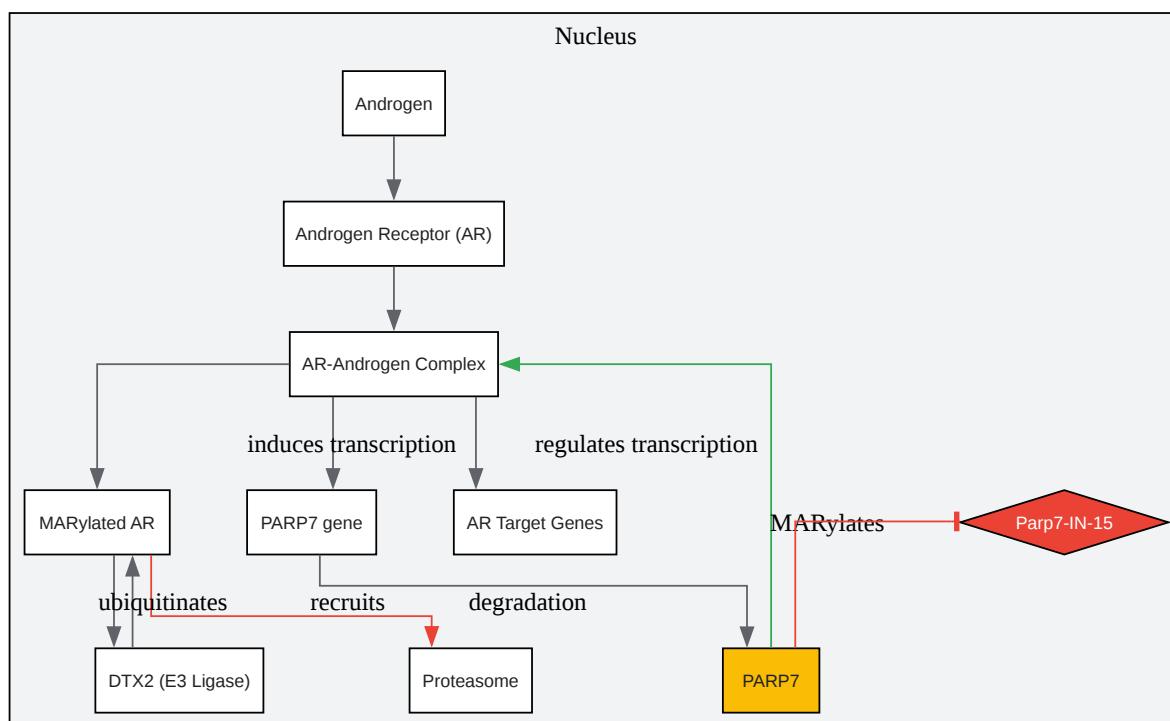 Nucleus
Androgen
Androgen Receptor (AR)
AR-Androgen Complex
induces transcription
regulates transcription
MARylated AR
PARP7 gene
AR Target Genes
MARylates
Parp7-IN-15
ubiquitinates
recruits
degradation
DTX2 (E3 Ligase)
Proteasome
PARP7